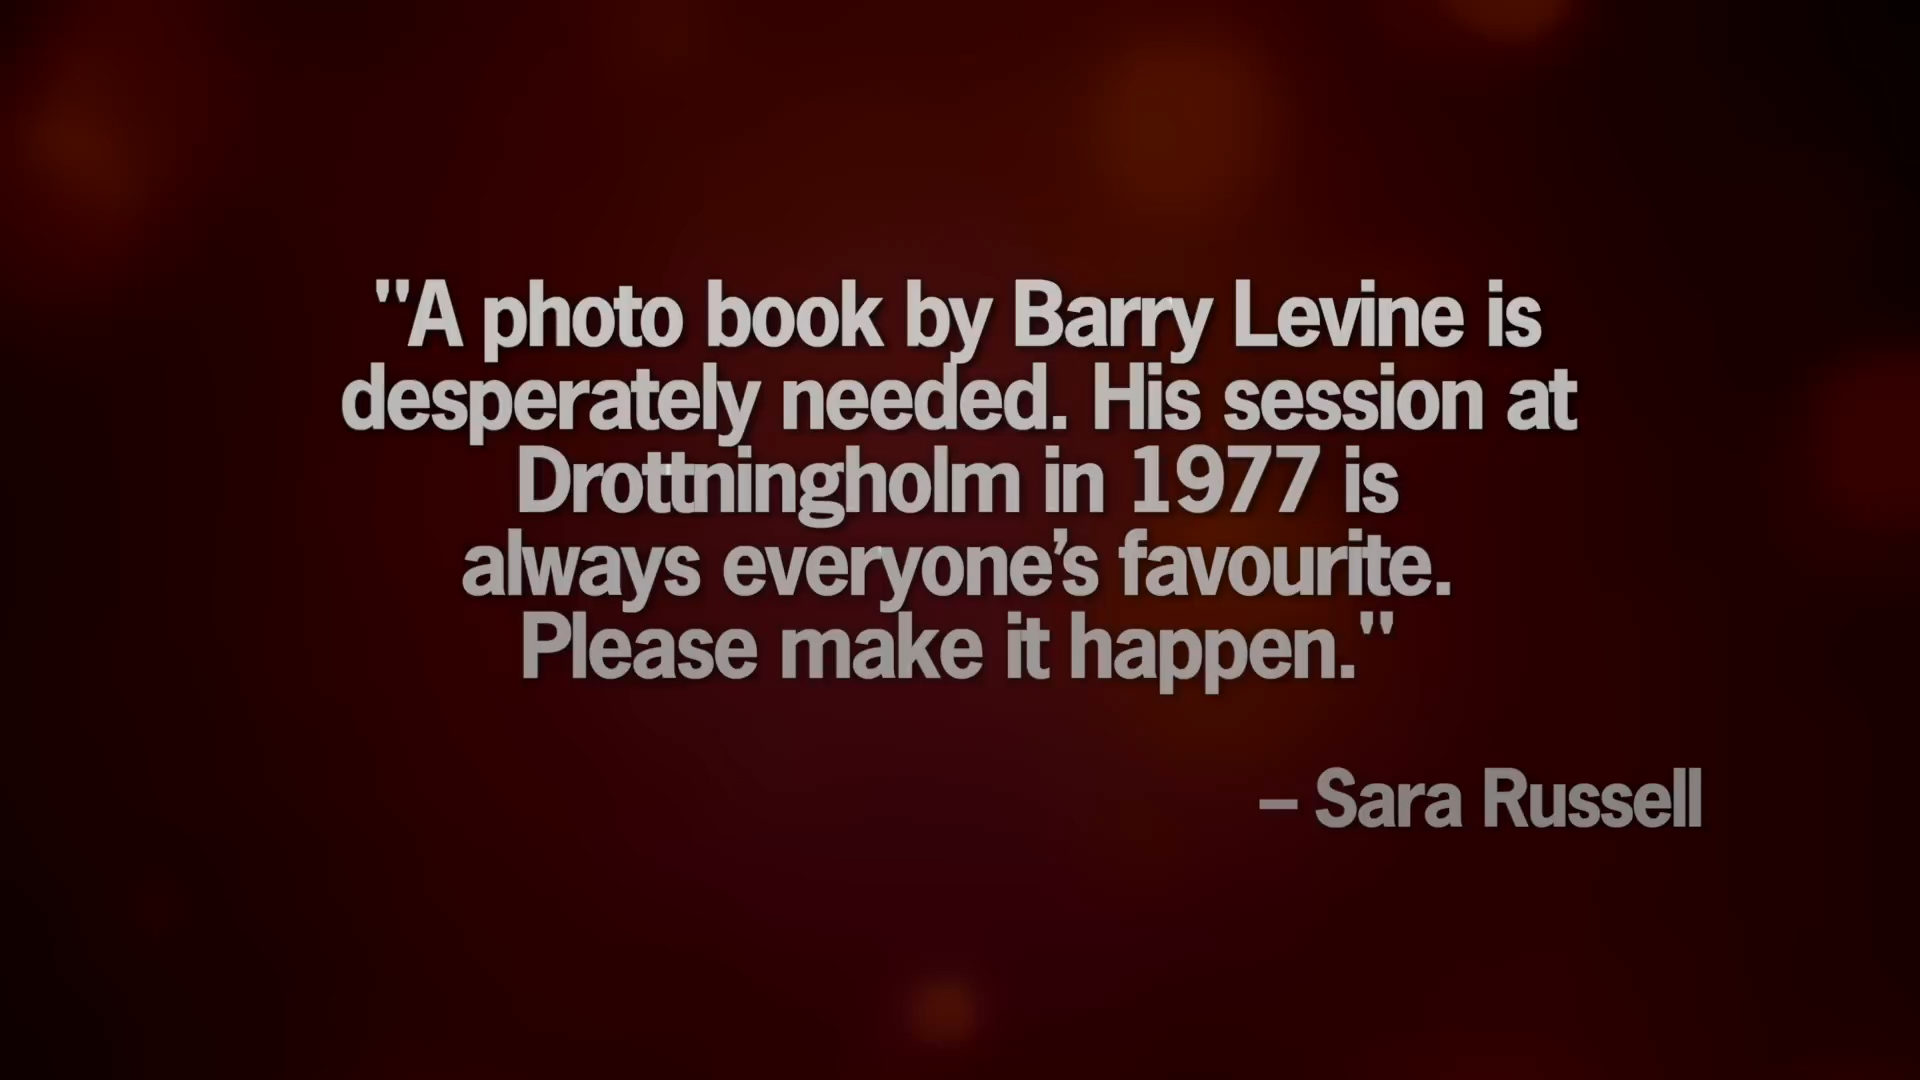 "A photo book by Barry Levine is
desperately needed. His session at
Drottningholm in 1977 is
always everyone’s favourite.
Please make it happen."
– Sara Russell